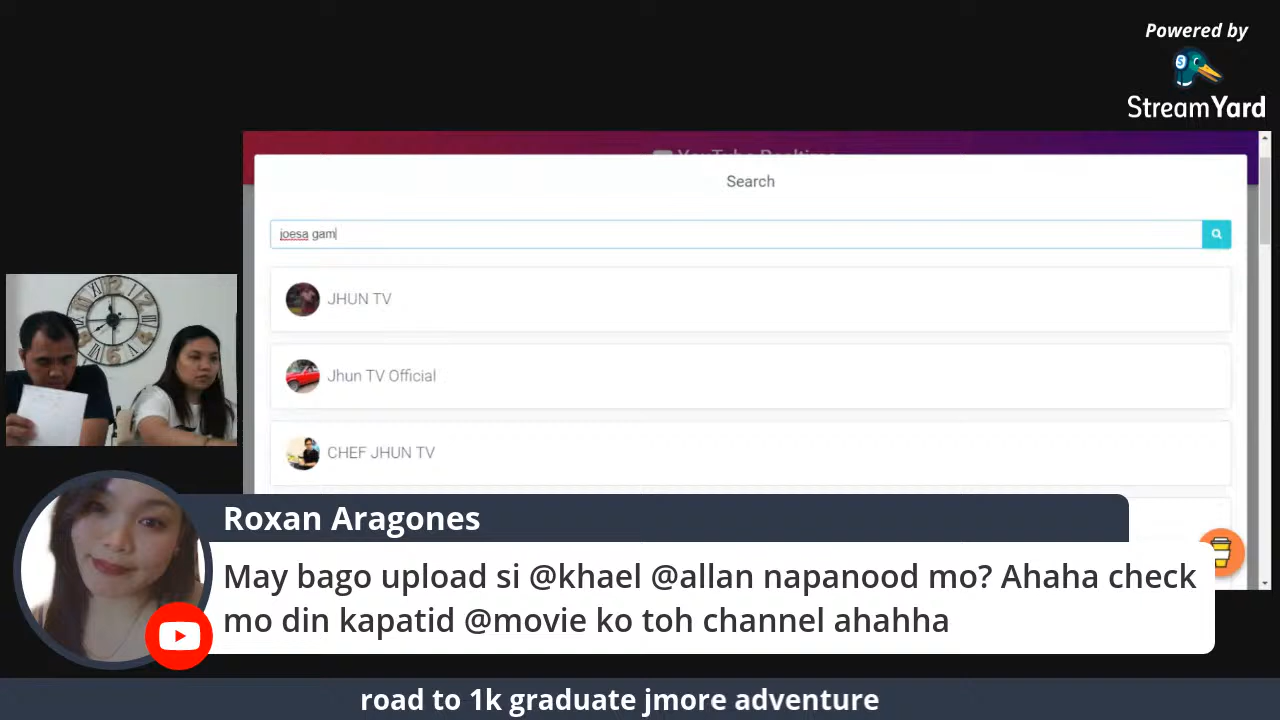 Powered by
StreamYard
YouTube Realtime
Search
joesa gam
JHUN TV
Jhun TV Official
CHEF JHUN TV
Roxan Aragones
May bago upload si @khael @allan napanood mo? Ahaha check
mo din kapatid @movie ko toh channel ahahha
road to 1k graduate jmore adventure